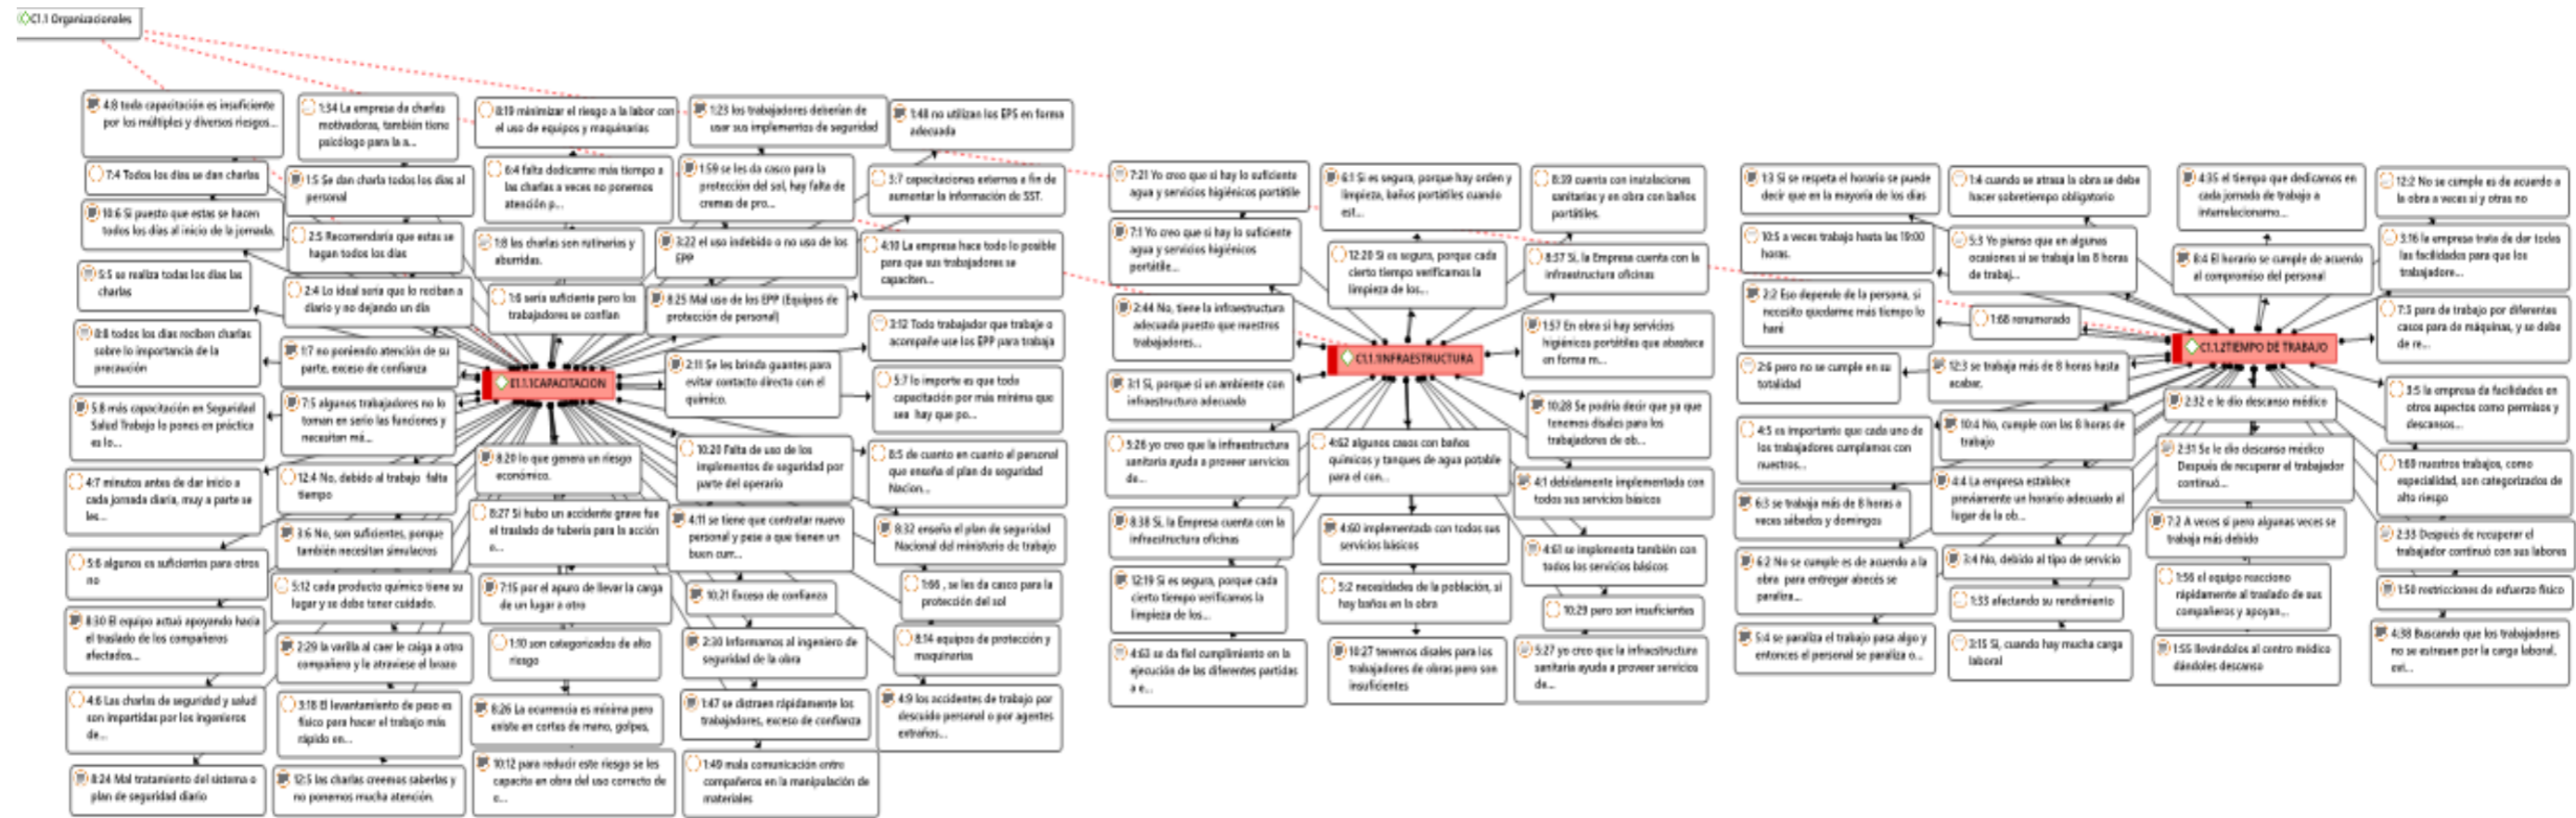 C1.1 Organizacionales
4:8 toda capacitación es insuficiente
por los múltiples y diversos riesgos...
7:4 Todos los días se dan charlas
10:6 Si puesto que estas se hacen
todos los días al inicio de la jornada.
5:5 se realiza todas los días las
charlas
8:8 todos los días reciben charlas
sobre lo importancia de la
precaución
5:8 más capacitación en Seguridad
Salud Trabajo lo pones en práctica
es lo...
4:7 minutos antes de dar inicio a
cada jornada diaria, muy a parte se
les...
5:6 algunos es suficientes para otros
no
8:30 El equipo actuó apoyando hacia
el traslado de los compañeros
afectados...
4:6 Las charlas de seguridad y salud
son impartidas por los ingenieros
de...
8:24 Mal tratamiento del sistema o
plan de seguridad diario
1:34 La empresa da charlas
motivadoras, también tiene
psicólogo para la a...
1:5 Se dan charla todos los días al
personal
2:5 Recomendaría que estas se
hagan todos los días
2:4 Lo ideal sería que lo reciban a
diario y no dejando un día
1:7 no poniendo atención de su
parte, exceso de confianza
7:5 algunos trabajadores no lo
toman en serio las funciones y
necesitan má...
12:4 No, debido al trabajo falta
tiempo
3:6 No, son suficientes, porque
también necesitan simulacros
5:12 cada producto químico tiene su
lugar y se debe tener cuidado.
2:29 la varilla al caer le caiga a otro
compañero y le atraviese el brazo
3:18 El levantamiento de peso es
físico para hacer el trabajo más
rápido en...
12:5 las charlas creemos saberlas y
no ponemos mucha atención.
8:19 minimizar el riesgo a la labor con
el uso de equipos y maquinarias
6:4 falta dedicarme más tiempo a
las charlas a veces no ponemos
atención p...
1:8 las charlas son rutinarias y
aburridas.
1:6 sería suficiente pero los
trabajadores se confían
E1.1.1CAPACITACION
8:20 lo que genera un riesgo
económico.
8:27 Si hubo un accidente grave fue
el traslado de tubería para la acción
o...
7:15 por el apuro de llevar la carga
de un lugar a otro
1:10 son categorizados de alto
riesgo
8:26 La ocurrencia es mínima pero
existe en cortes de mano, golpes,
10:12 para reducir este riesgo se les
capacita en obra del uso correcto de
e...
1:23 los trabajadores deberían de
usar sus implementos de seguridad
1:59 se les da casco para la
protección del sol, hay falta de
cremas de pro...
3:22 el uso indebido o no uso de los
EPP
8:25 Mal uso de los EPP (Equipos de
protección de personal)
2:11 Se les brinda guantes para
evitar contacto directo con el
químico.
10:20 Falta de uso de los
implementos de seguridad por
parte del operario
4:11 se tiene que contratar nuevo
personal y pese a que tienen un
buen curr...
10:21 Exceso de confianza
2:30 Informamos al ingeniero de
seguridad de la obra
1:47 se distraen rápidamente los
trabajadores, exceso de confianza
1:49 mala comunicación entre
compañeros en la manipulación de
materiales
1:48 no utilizan los EPS en forma
adecuada
3:7 capacitaciones externas a fin de
aumentar la información de SST.
4:10 La empresa hace todo lo posible
para que sus trabajadores se
capaciten...
3:12 Todo trabajador que trabaje o
acompañe use los EPP para trabaja
5:7 lo importe es que toda
capacitación por más mínima que
sea hay que po...
8:5 de cuanto en cuanto el personal
que enseña el plan de seguridad
Nacion...
8:32 enseña el plan de seguridad
Nacional del ministerio de trabajo
1:66 , se les da casco para la
protección del sol
8:14 equipos de protección y
maquinarias
4:9 los accidentes de trabajo por
descuido personal o por agentes
extraños...
7:21 Yo creo que si hay lo suficiente
agua y servicios higiénicos portátile
7:1 Yo creo que si hay lo suficiente
agua y servicios higiénicos
portátile...
2:44 No, tiene la infraestructura
adecuada puesto que nuestros
trabajadores...
3:1 Si, porque si un ambiente con
infraestructura adecuada
5:26 yo creo que la infraestructura
sanitaria ayuda a proveer servicios
de...
8:38 Si, la Empresa cuenta con la
infraestructura oficinas
12:19 Si es segura, porque cada
cierto tiempo verificamos la
limpieza de los...
4:63 se da fiel cumplimiento en la
ejecución de las diferentes partidas
a e...
6:1 Si es segura, porque hay orden y
limpieza, baños portátiles cuando
est...
12:20 Si es segura, porque cada
cierto tiempo verificamos la
limpieza de los...
C1.1.1INFRAESTRUCTURA
4:62 algunos casos con baños
químicos y tanques de agua potable
para el con...
4:60 implementada con todos sus
servicios básicos
5:2 necesidades de la población, si
hay baños en la obra
10:27 tenemos disales para los
trabajadores de obras pero son
insuficientes
8:39 cuenta con instalaciones
sanitarias y en obra con baños
portátiles.
8:37 Si, la Empresa cuenta con la
infraestructura oficinas
1:57 En obra si hay servicios
higiénicos portátiles que abastece
en forma m...
10:28 Se podría decir que ya que
tenemos disales para los
trabajadores de ob...
4:1 debidamente implementada con
todos sus servicios básicos
4:61 se implementa también con
todos los servicios básicos
10:29 pero son insuficientes
5:27 yo creo que la infraestructura
sanitaria ayuda a proveer servicios
de...
1:3 Si se respeta el horario se puede
decir que en la mayoría de los días
10:5 a veces trabajo hasta las 19:00
horas.
2:2 Eso depende de la persona, si
necesito quedarme más tiempo lo
haré
2:6 pero no se cumple en su
totalidad
4:5 es importante que cada uno de
los trabajadores cumplamos con
nuestros...
6:3 se trabaja más de 8 horas a
veces sábados y domingos
6:2 No se cumple es de acuerdo a la
obra para entregar abecés se
paraliza...
5:4 se paraliza el trabajo pasa algo y
entonces el personal se paraliza o...
1:4 cuando se atrasa la obra se debe
hacer sobretiempo obligatorio
5:3 Yo pienso que en algunas
ocasiones si se trabaja las 8 horas
de trabaj...
1:68 renumerado
12:3 se trabaja más de 8 horas hasta
acabar.
10:4 No, cumple con las 8 horas de
trabajo
4:4 La empresa establece
previamente un horario adecuado al
lugar de la ob...
3:4 No, debido al tipo de servicio
1:33 afectando su rendimiento
3:15 Si, cuando hay mucha carga
laboral
4:35 el tiempo que dedicamos en
cada jornada de trabajo a
interrelacionarno...
8:4 El horario se cumple de acuerdo
al compromiso del personal
C1.1.2TIEMPO DE TRABAJO
2:32 e le dio descanso médico
2:31 Se le dio descanso médico
Después de recuperar el trabajador
continuó...
7:2 A veces si pero algunas veces se
trabaja más debido
1:56 el equipo reacciono
rápidamente al traslado de sus
compañeros y apoyan...
1:55 llevándolos al centro médico
dándoles descanso
12:2 No se cumple es de acuerdo a
la obra a veces si y otras no
3:16 la empresa trata de dar todas
las facilidades para que los
trabajadore...
7:3 para de trabajo por diferentes
casos para de máquinas, y se debe
de re...
3:5 la empresa da facilidades en
otros aspectos como permisos y
descansos...
1:69 nuestros trabajos, como
especialidad, son categorizados de
alto riesgo
2:33 Después de recuperar el
trabajador continuó con sus labores
1:50 restricciones de esfuerzo físico
4:38 Buscando que los trabajadores
no se estresen por la carga laboral,
evi...